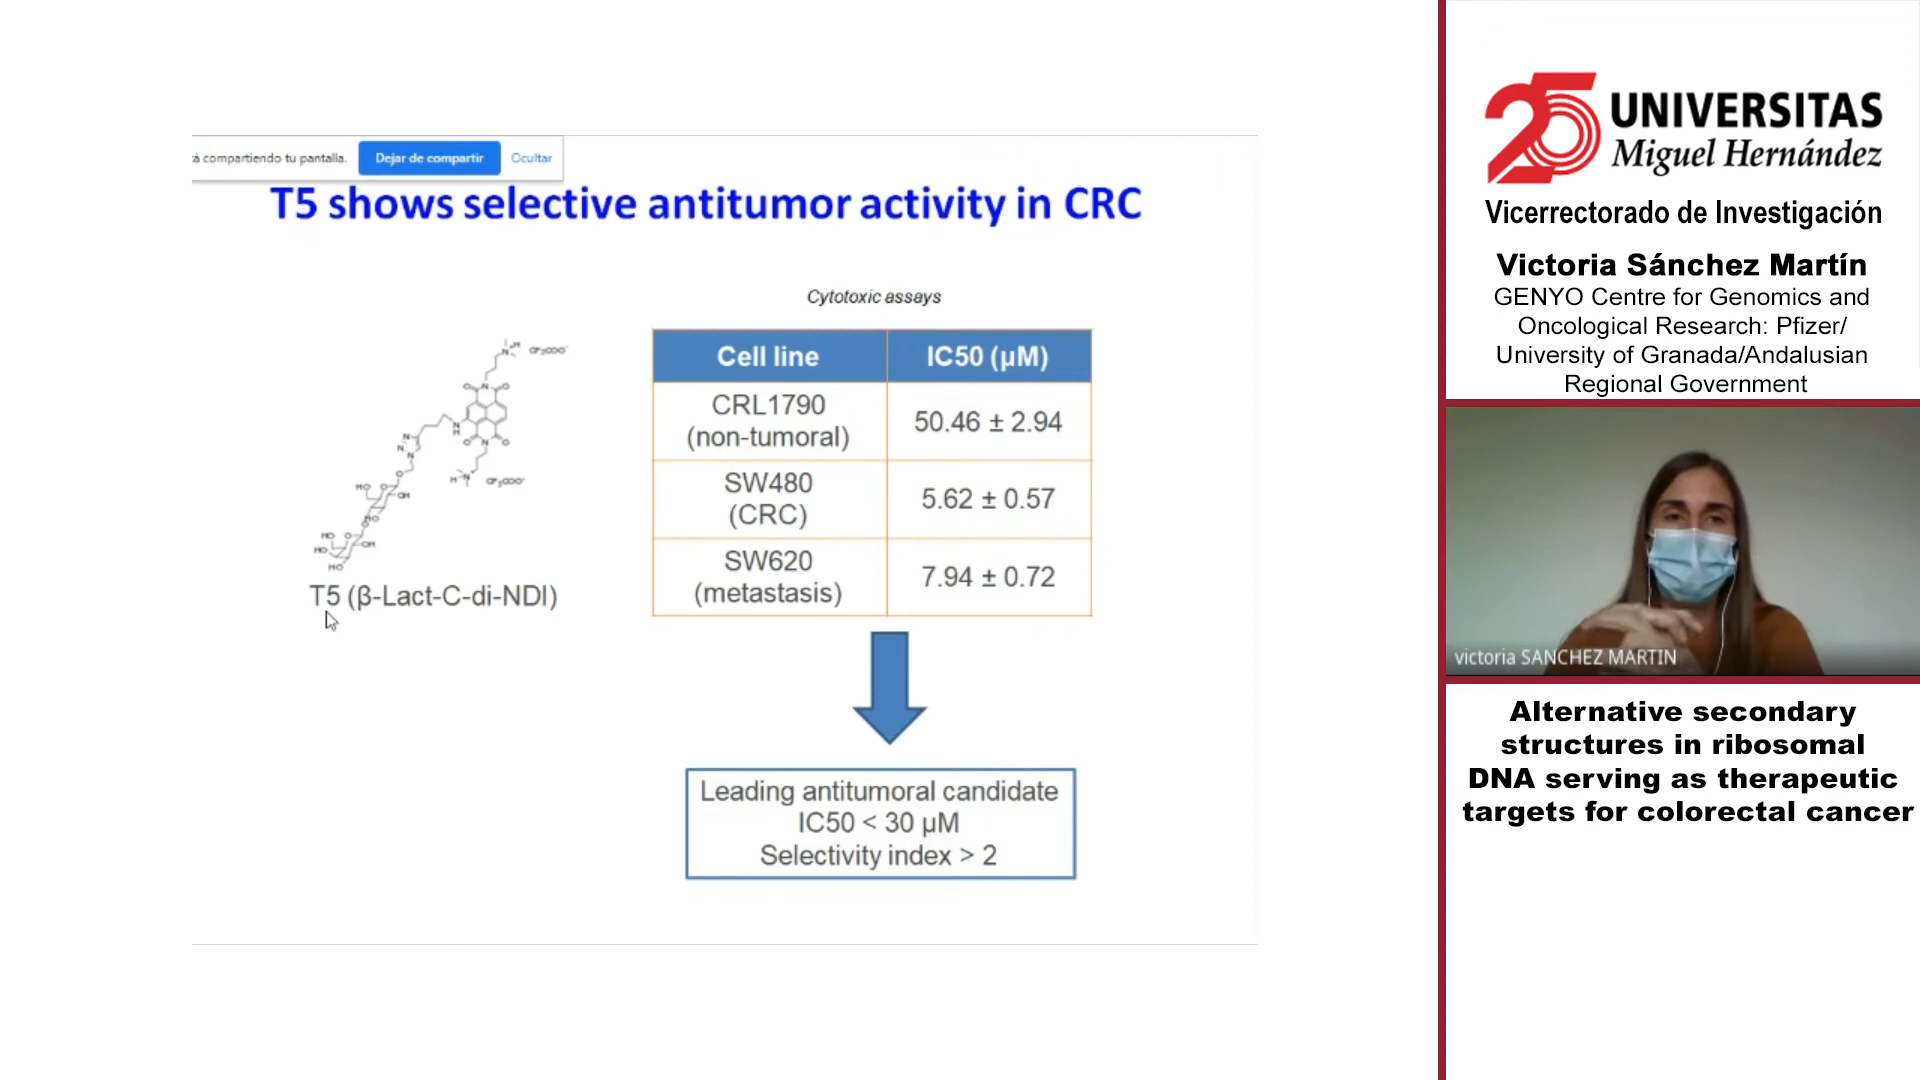 á compartiendo tu pantalla.
Dejar de compartir
Ocultar
T5 shows selective antitumor activity in CRC
Cytotoxic assays
Cell line
IC50 (µM)
CRL1790
(non-tumoral)
50.46 ± 2.94
SW480
(CRC)
5.62 ± 0.57
SW620
(metastasis)
7.94 ± 0.72
T5 (β-Lact-C-di-NDI)
Leading antitumoral candidate
IC50 < 30 µM
Selectivity index > 2
25 UNIVERSITAS
Miguel Hernández
Vicerrectorado de Investigación
Victoria Sánchez Martín
GENYO Centre for Genomics and
Oncological Research: Pfizer/
University of Granada/Andalusian
Regional Government
victoria SANCHEZ MARTIN
Alternative secondary
structures in ribosomal
DNA serving as therapeutic
targets for colorectal cancer